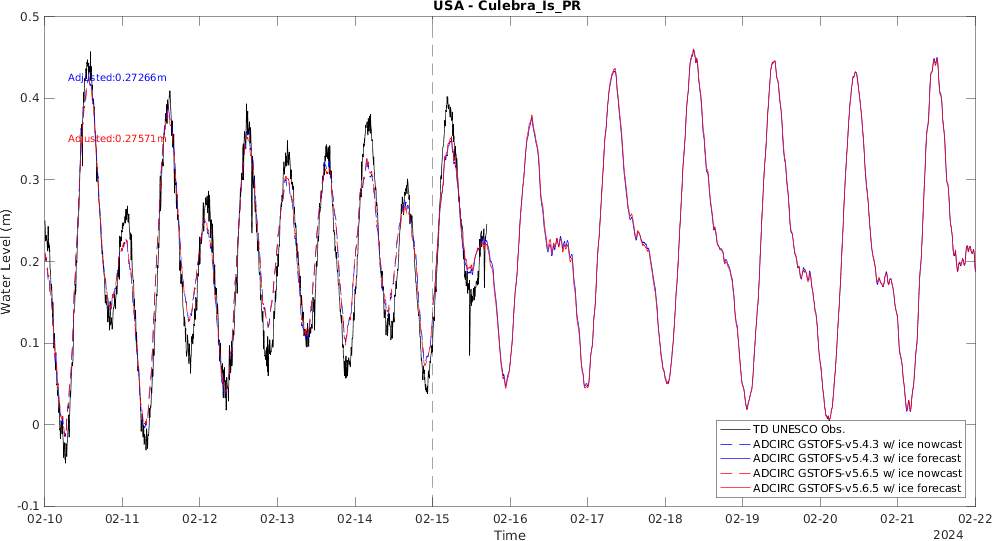 USA - Culebra_Is_PR
0.5
0.4
0.3
0.2
0.1
0
-0.1
Water Level (m)
Adjusted:0.27266m
Adjusted:0.27571m
TD UNESCO Obs.
ADCIRC GSTOFS-v5.4.3 w/ ice nowcast
ADCIRC GSTOFS-v5.4.3 w/ ice forecast
ADCIRC GSTOFS-v5.6.5 w/ ice nowcast
ADCIRC GSTOFS-v5.6.5 w/ ice forecast
02-10 02-11 02-12 02-13 02-14 02-15 02-16 02-17 02-18 02-19 02-20 02-21 02-22
Time
2024